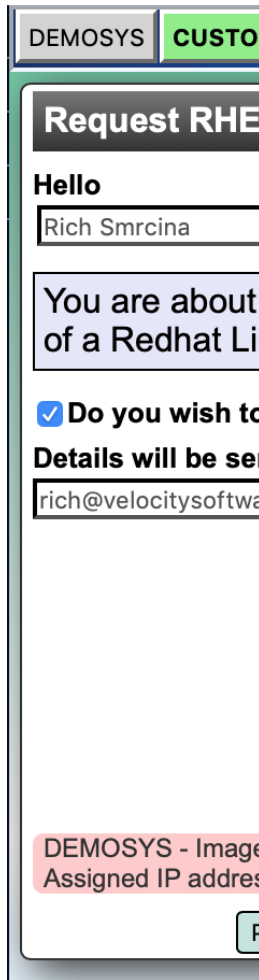 DEMOSYS CUSTO
Request RHE
Hello
Rich Smrcina
You are about
of a Redhat Li
Do you wish to
Details will be se
rich@velocitysoftwa
DEMOSYS - Image
Assigned IP addres